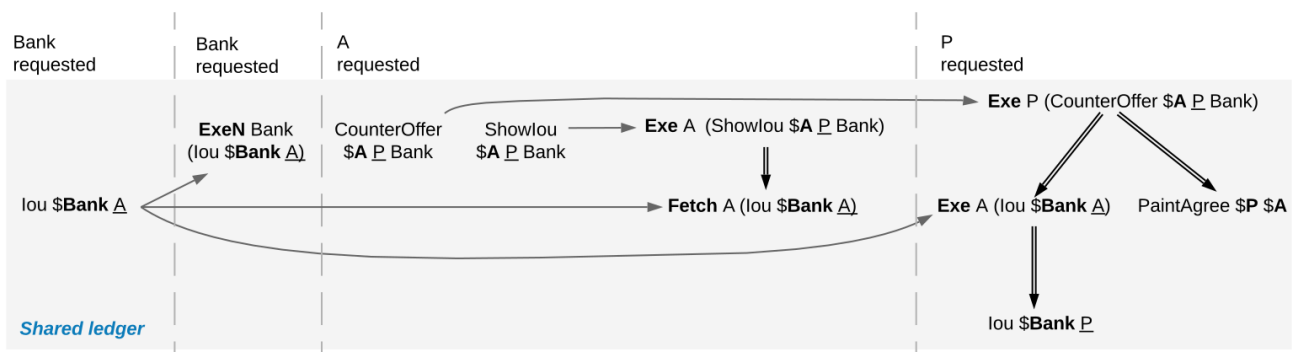 Bank
requested
Bank
requested
A
requested
P
requested
Exe P (CounterOffer $A P Bank)
ExeN Bank
(Iou $Bank A)
CounterOffer
$A P Bank
ShowIou
$A P Bank
Exe A (ShowIou $A P Bank)
Iou $Bank A
Fetch A (Iou $Bank A)
Exe A (Iou $Bank A)
PaintAgree $P $A
Iou $Bank P
Shared ledger